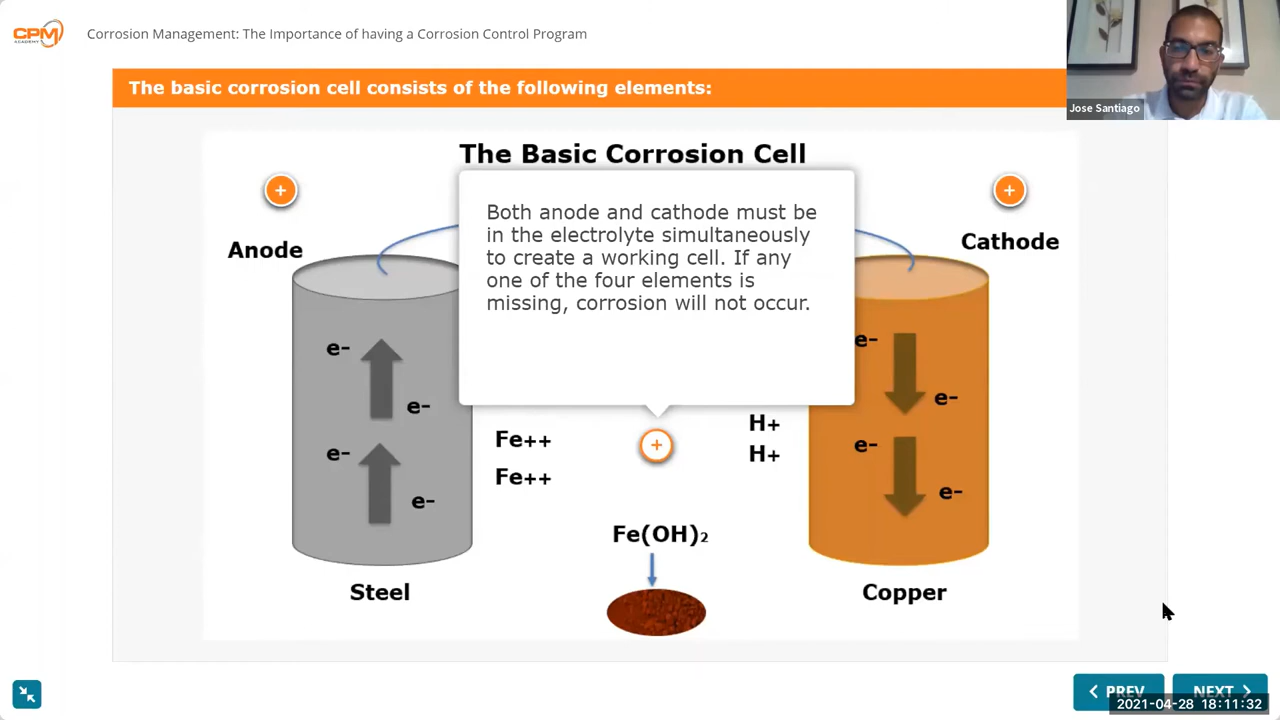 CPM
ACADEMY
Corrosion Management: The Importance of having a Corrosion Control Program
Jose Santiago
The basic corrosion cell consists of the following elements:
The Basic Corrosion Cell
+
+
Anode
Cathode
Both anode and cathode must be
in the electrolyte simultaneously
to create a working cell. If any
one of the four elements is
missing, corrosion will not occur.
e-
e-
e-
e-
e-
e-
e-
e-
Fe++
Fe++
+
H+
H+
Fe(OH)₂
Steel
Copper
PREV
NEXT
2021-04-28 18:11:32